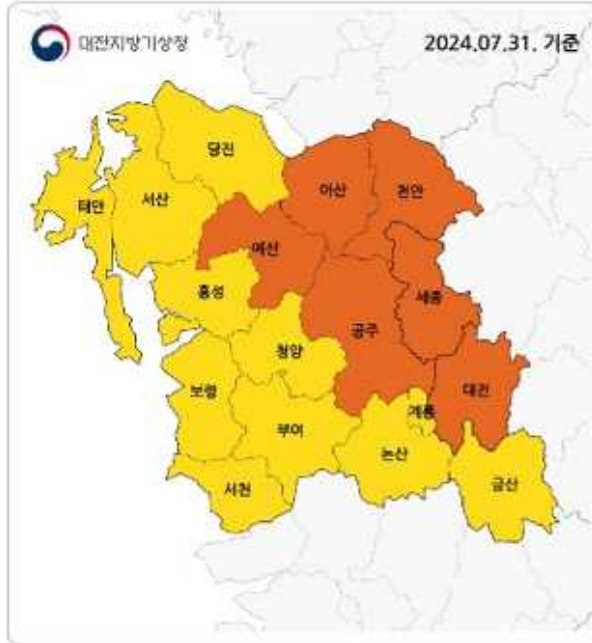 대전지방기상청
2024.07.31. 기준
당진
아산
천안
태안
서산
예산
홍성
세종
공주
청양
보령
대전
계룡
부여
논산
서천
금산